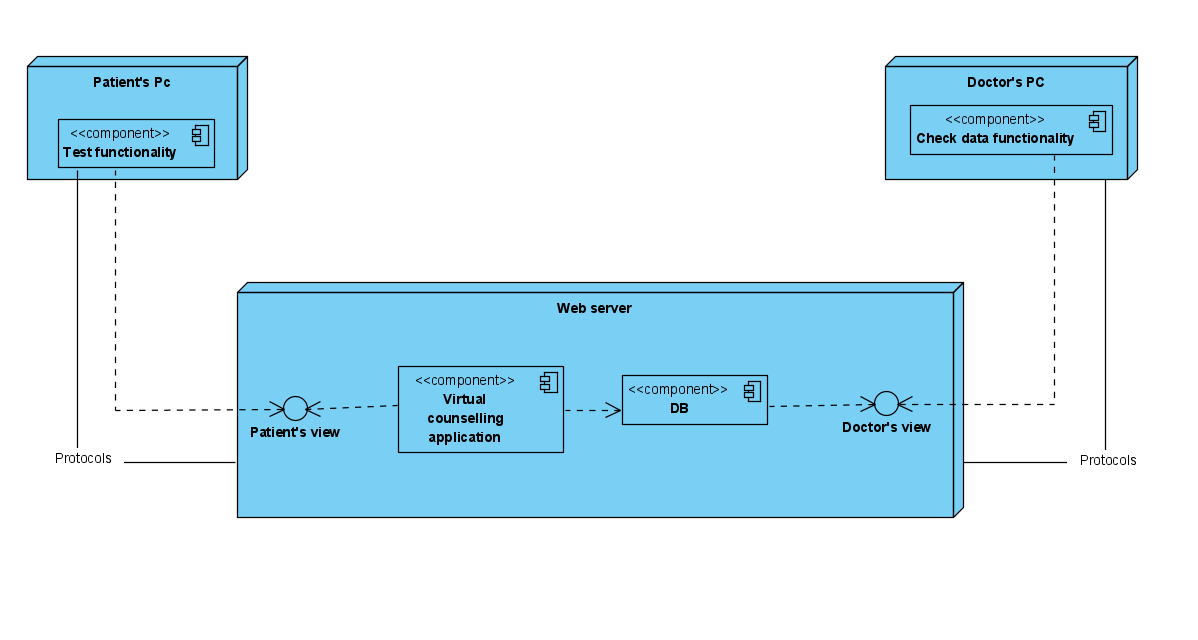 Patient's Pc
<<component>>
Test functionality
Doctor's PC
<<component>>
Check data functionality
Web server
<<component>>
Virtual
counselling
application
<<component>>
DB
Patient's view
Doctor's view
Protocols
Protocols